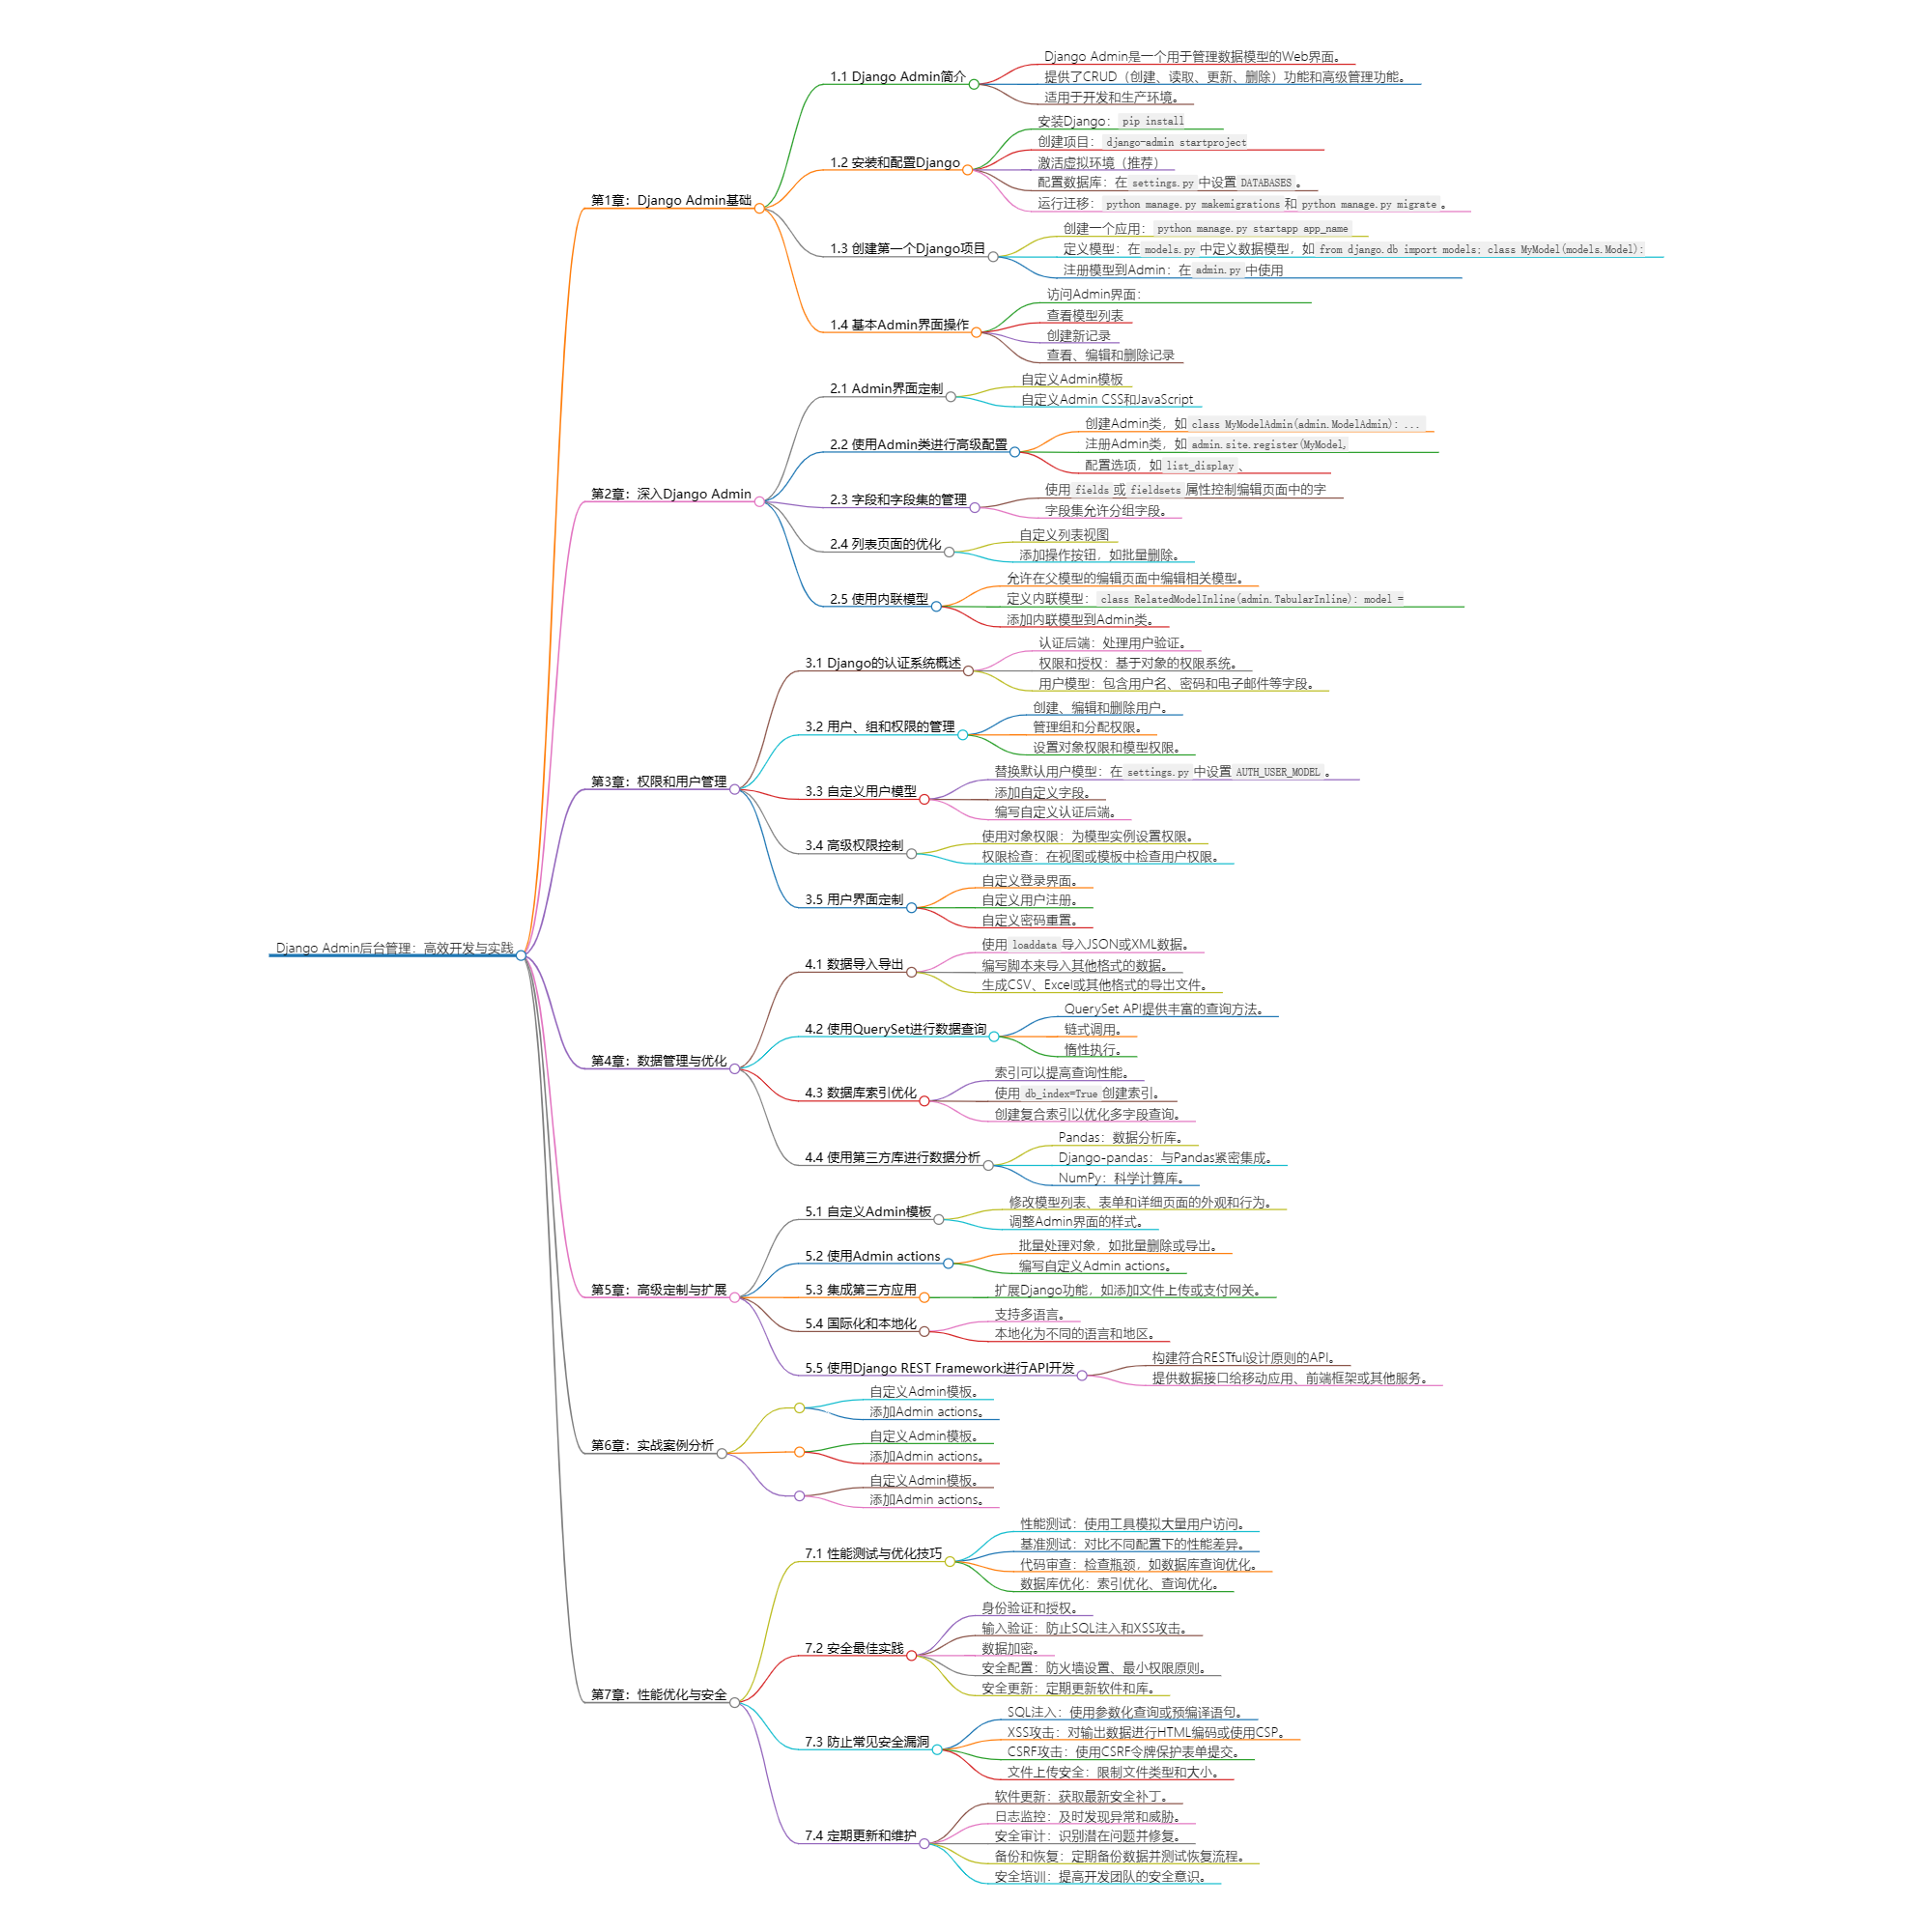 Django Admin后台管理：高效开发与实践
第1章：Django Admin基础
1.1 Django Admin简介
Django Admin是一个用于管理数据模型的Web界面。
提供了CRUD（创建、读取、更新、删除）功能和高级管理功能。
适用于开发和生产环境。
1.2 安装和配置Django
安装Django： pip install
创建项目： django-admin startproject
激活虚拟环境（推荐）
配置数据库：在 settings.py 中设置 DATABASES 。
运行迁移： python manage.py makemigrations 和 python manage.py migrate 。
1.3 创建第一个Django项目
创建一个应用： python manage.py startapp app_name
定义模型：在 models.py 中定义数据模型，如 from django.db import models; class MyModel(models.Model):
注册模型到Admin：在 admin.py 中使用
1.4 基本Admin界面操作
访问Admin界面：
查看模型列表
创建新记录
查看、编辑和删除记录
第2章：深入Django Admin
2.1 Admin界面定制
自定义Admin模板
自定义Admin CSS和JavaScript
2.2 使用Admin类进行高级配置
创建Admin类，如 class MyModelAdmin(admin.ModelAdmin): ...
注册Admin类，如 admin.site.register(MyModel,
配置选项，如 list_display 、
2.3 字段和字段集的管理
使用 fields 或 fieldsets 属性控制编辑页面中的字
字段集允许分组字段。
2.4 列表页面的优化
自定义列表视图
添加操作按钮，如批量删除。
2.5 使用内联模型
允许在父模型的编辑页面中编辑相关模型。
定义内联模型： class RelatedModelInline(admin.TabularInline): model =
添加内联模型到Admin类。
第3章：权限和用户管理
3.1 Django的认证系统概述
认证后端：处理用户验证。
权限和授权：基于对象的权限系统。
用户模型：包含用户名、密码和电子邮件等字段。
3.2 用户、组和权限的管理
创建、编辑和删除用户。
管理组和分配权限。
设置对象权限和模型权限。
3.3 自定义用户模型
替换默认用户模型：在 settings.py 中设置 AUTH_USER_MODEL 。
添加自定义字段。
编写自定义认证后端。
3.4 高级权限控制
使用对象权限：为模型实例设置权限。
权限检查：在视图或模板中检查用户权限。
3.5 用户界面定制
自定义登录界面。
自定义用户注册。
自定义密码重置。
第4章：数据管理与优化
4.1 数据导入导出
使用 loaddata 导入JSON或XML数据。
编写脚本来导入其他格式的数据。
生成CSV、Excel或其他格式的导出文件。
4.2 使用QuerySet进行数据查询
QuerySet API提供丰富的查询方法。
链式调用。
惰性执行。
4.3 数据库索引优化
索引可以提高查询性能。
使用 db_index=True 创建索引。
创建复合索引以优化多字段查询。
4.4 使用第三方库进行数据分析
Pandas：数据分析库。
Django-pandas：与Pandas紧密集成。
NumPy：科学计算库。
第5章：高级定制与扩展
5.1 自定义Admin模板
修改模型列表、表单和详细页面的外观和行为。
调整Admin界面的样式。
5.2 使用Admin actions
批量处理对象，如批量删除或导出。
编写自定义Admin actions。
5.3 集成第三方应用
扩展Django功能，如添加文件上传或支付网关。
5.4 国际化和本地化
支持多语言。
本地化为不同的语言和地区。
5.5 使用Django REST Framework进行API开发
构建符合RESTful设计原则的API。
提供数据接口给移动应用、前端框架或其他服务。
第6章：实战案例分析
自定义Admin模板。
添加Admin actions。
自定义Admin模板。
添加Admin actions。
自定义Admin模板。
添加Admin actions。
第7章：性能优化与安全
7.1 性能测试与优化技巧
性能测试：使用工具模拟大量用户访问。
基准测试：对比不同配置下的性能差异。
代码审查：检查瓶颈，如数据库查询优化。
数据库优化：索引优化、查询优化。
7.2 安全最佳实践
身份验证和授权。
输入验证：防止SQL注入和XSS攻击。
数据加密。
安全配置：防火墙设置、最小权限原则。
安全更新：定期更新软件和库。
7.3 防止常见安全漏洞
SQL注入：使用参数化查询或预编译语句。
XSS攻击：对输出数据进行HTML编码或使用CSP。
CSRF攻击：使用CSRF令牌保护表单提交。
文件上传安全：限制文件类型和大小。
7.4 定期更新和维护
软件更新：获取最新安全补丁。
日志监控：及时发现异常和威胁。
安全审计：识别潜在问题并修复。
备份和恢复：定期备份数据并测试恢复流程。
安全培训：提高开发团队的安全意识。